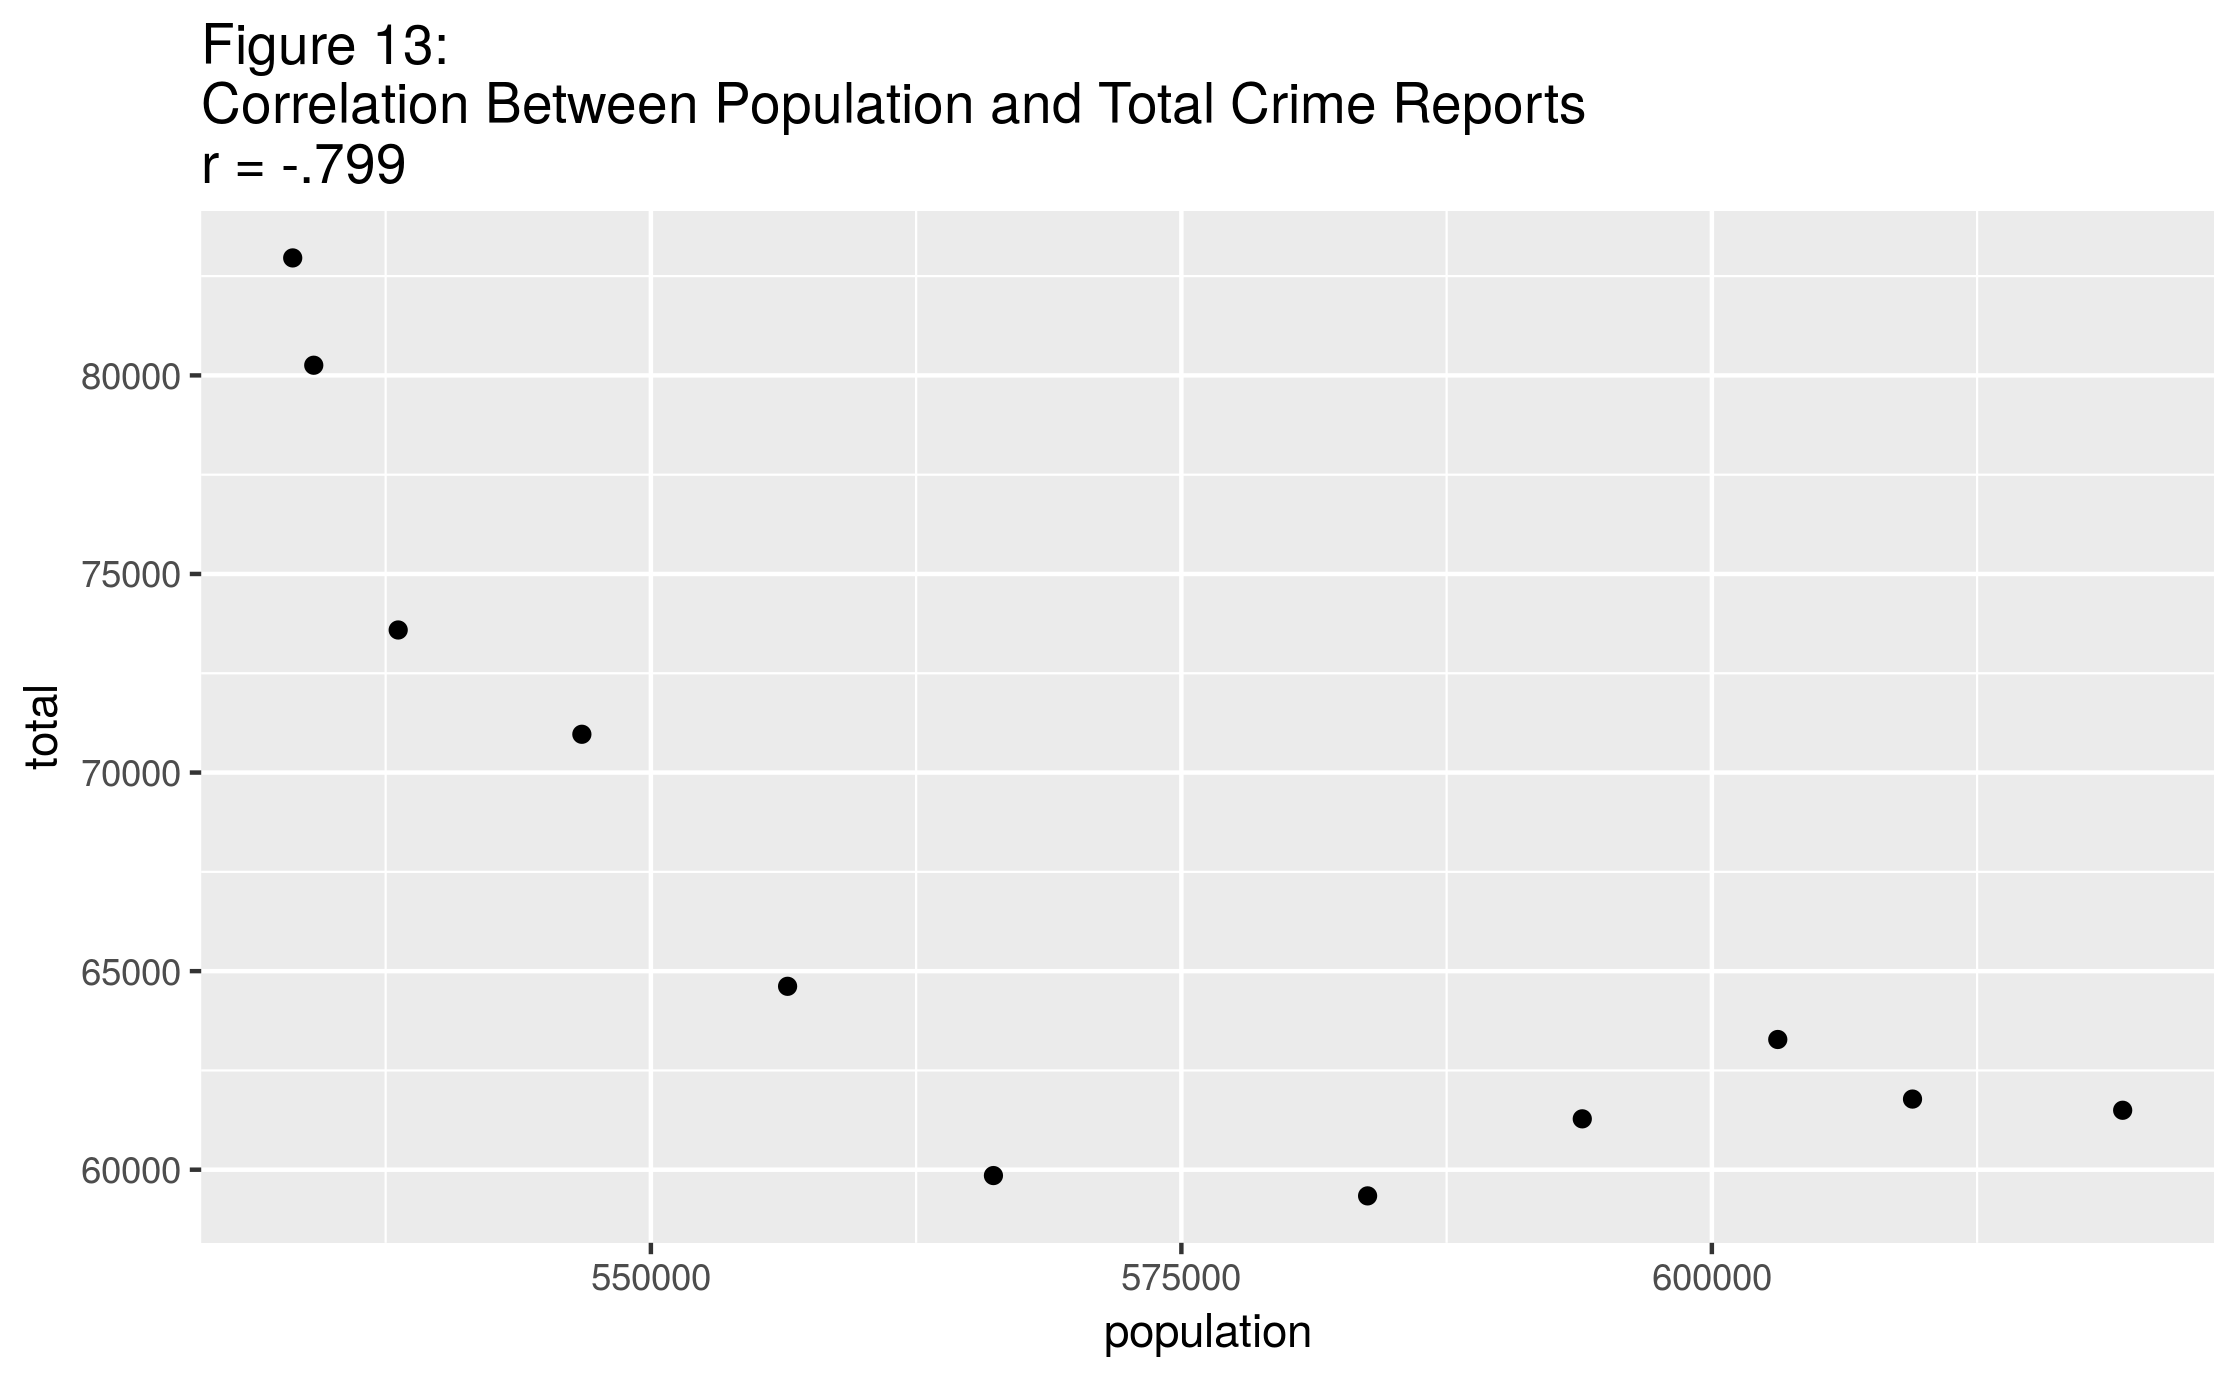 Figure 13:
Correlation Between Population and Total Crime Reports
r = -.799
80000
75000
70000
65000
60000
total
550000
575000
600000
population